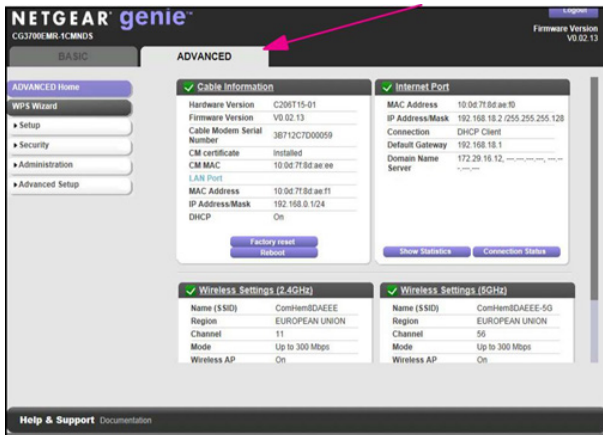 NETGEAR genie™
CG3700EMR-1CMNDS
Logout
Firmware Version
V0.02.13
BASIC
ADVANCED
ADVANCED Home
WPS Wizard
Setup
Security
Administration
Advanced Setup
Cable Information
Hardware Version C206T15-01
Firmware Version V0.02.13
Cable Modem Serial
Number 3B712C7D00059
CM certificate Installed
CM MAC 10:0d:7f:8d:ae:ee
LAN Port
MAC Address 10:0d:7f:8d:ae:f1
IP Address/Mask 192.168.0.1/24
DHCP On
Factory reset
Reboot
Internet Port
MAC Address 10:0d:7f:8d:ae:f0
IP Address/Mask 192.168.18.2 /255.255.255.128
Connection DHCP Client
Default Gateway 192.168.18.1
Domain Name
Server 172.29.16.12, ---.---.---.---, ---.---.---.---
Show Statistics
Connection Status
Wireless Settings (2.4GHz)
Name (SSID) ComHem8DAEEE
Region EUROPEAN UNION
Channel 11
Mode Up to 300 Mbps
Wireless AP On
Wireless Settings (5GHz)
Name (SSID) ComHem8DAEEE-5G
Region EUROPEAN UNION
Channel 56
Mode Up to 300 Mbps
Wireless AP On
Help & Support Documentation